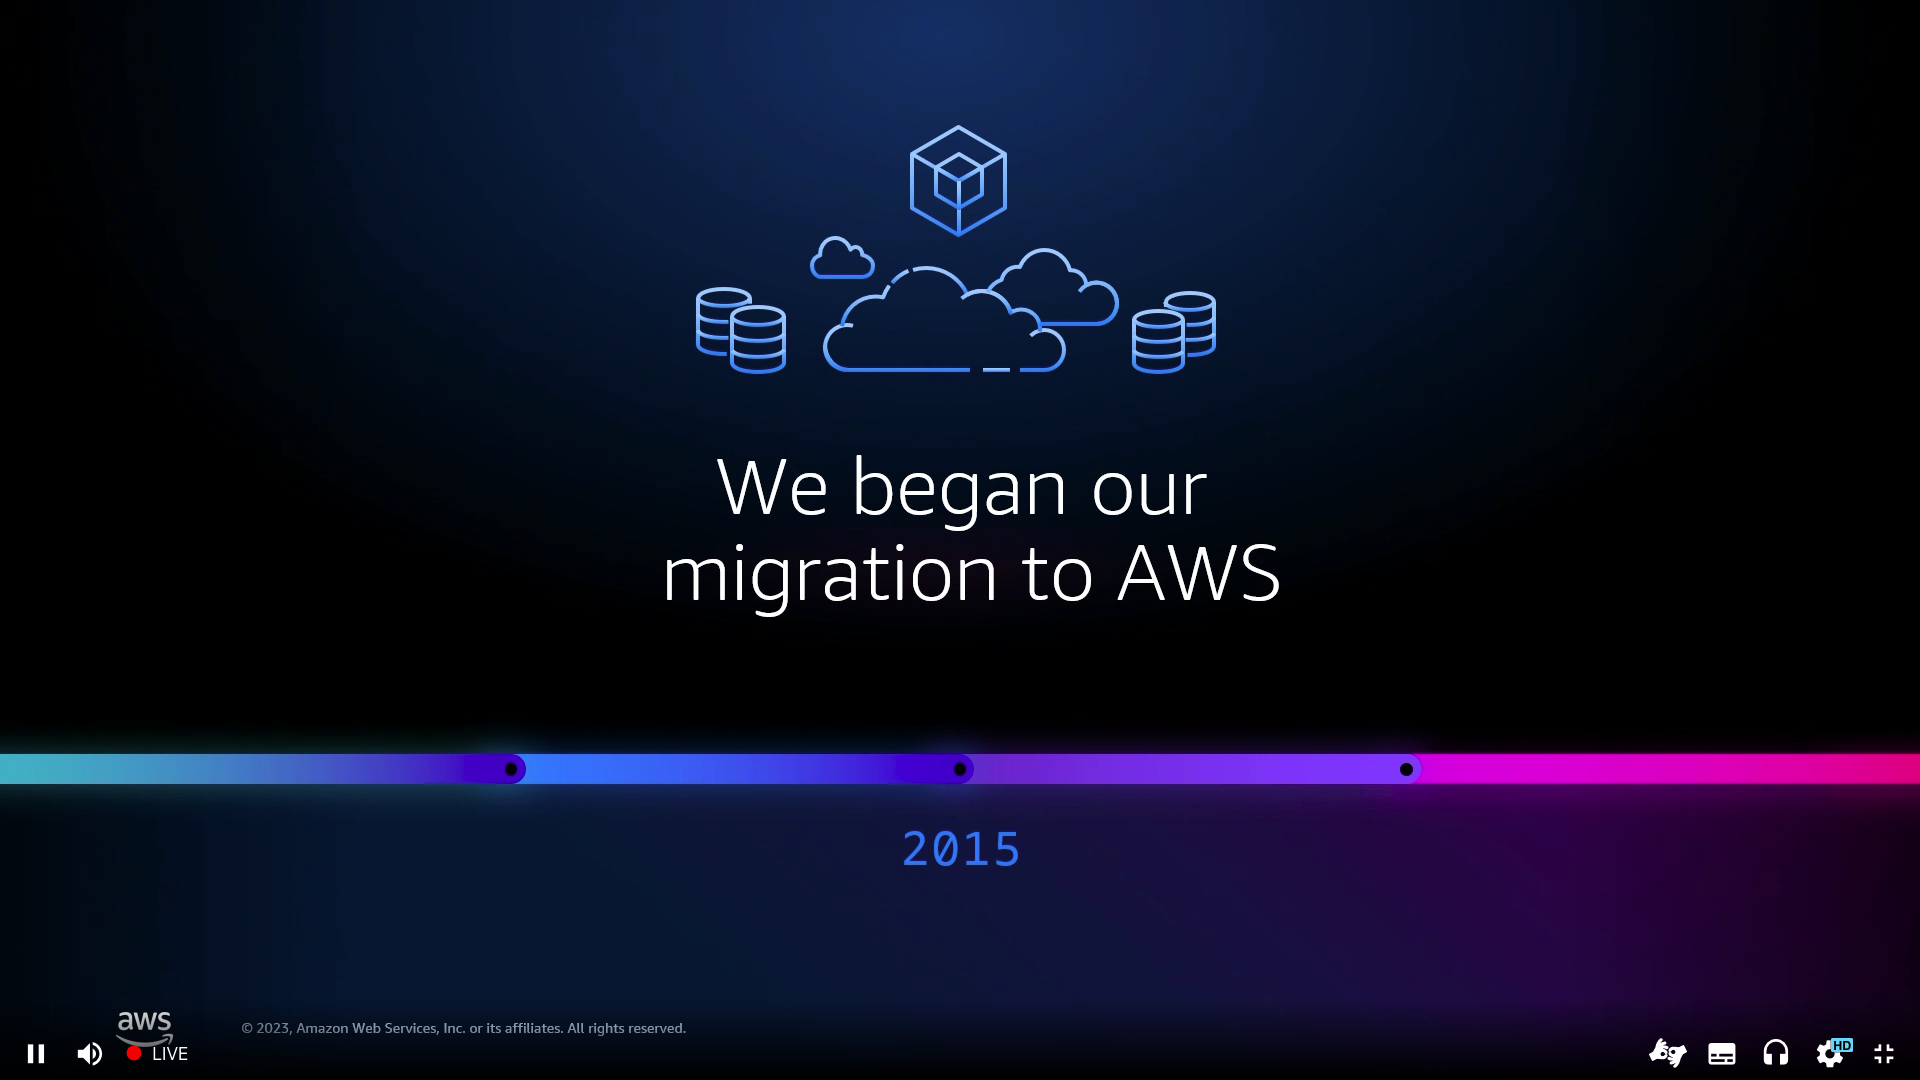 We began our
migration to AWS
2015
aws
© 2023, Amazon Web Services, Inc. or its affiliates. All rights reserved.
LIVE
HD